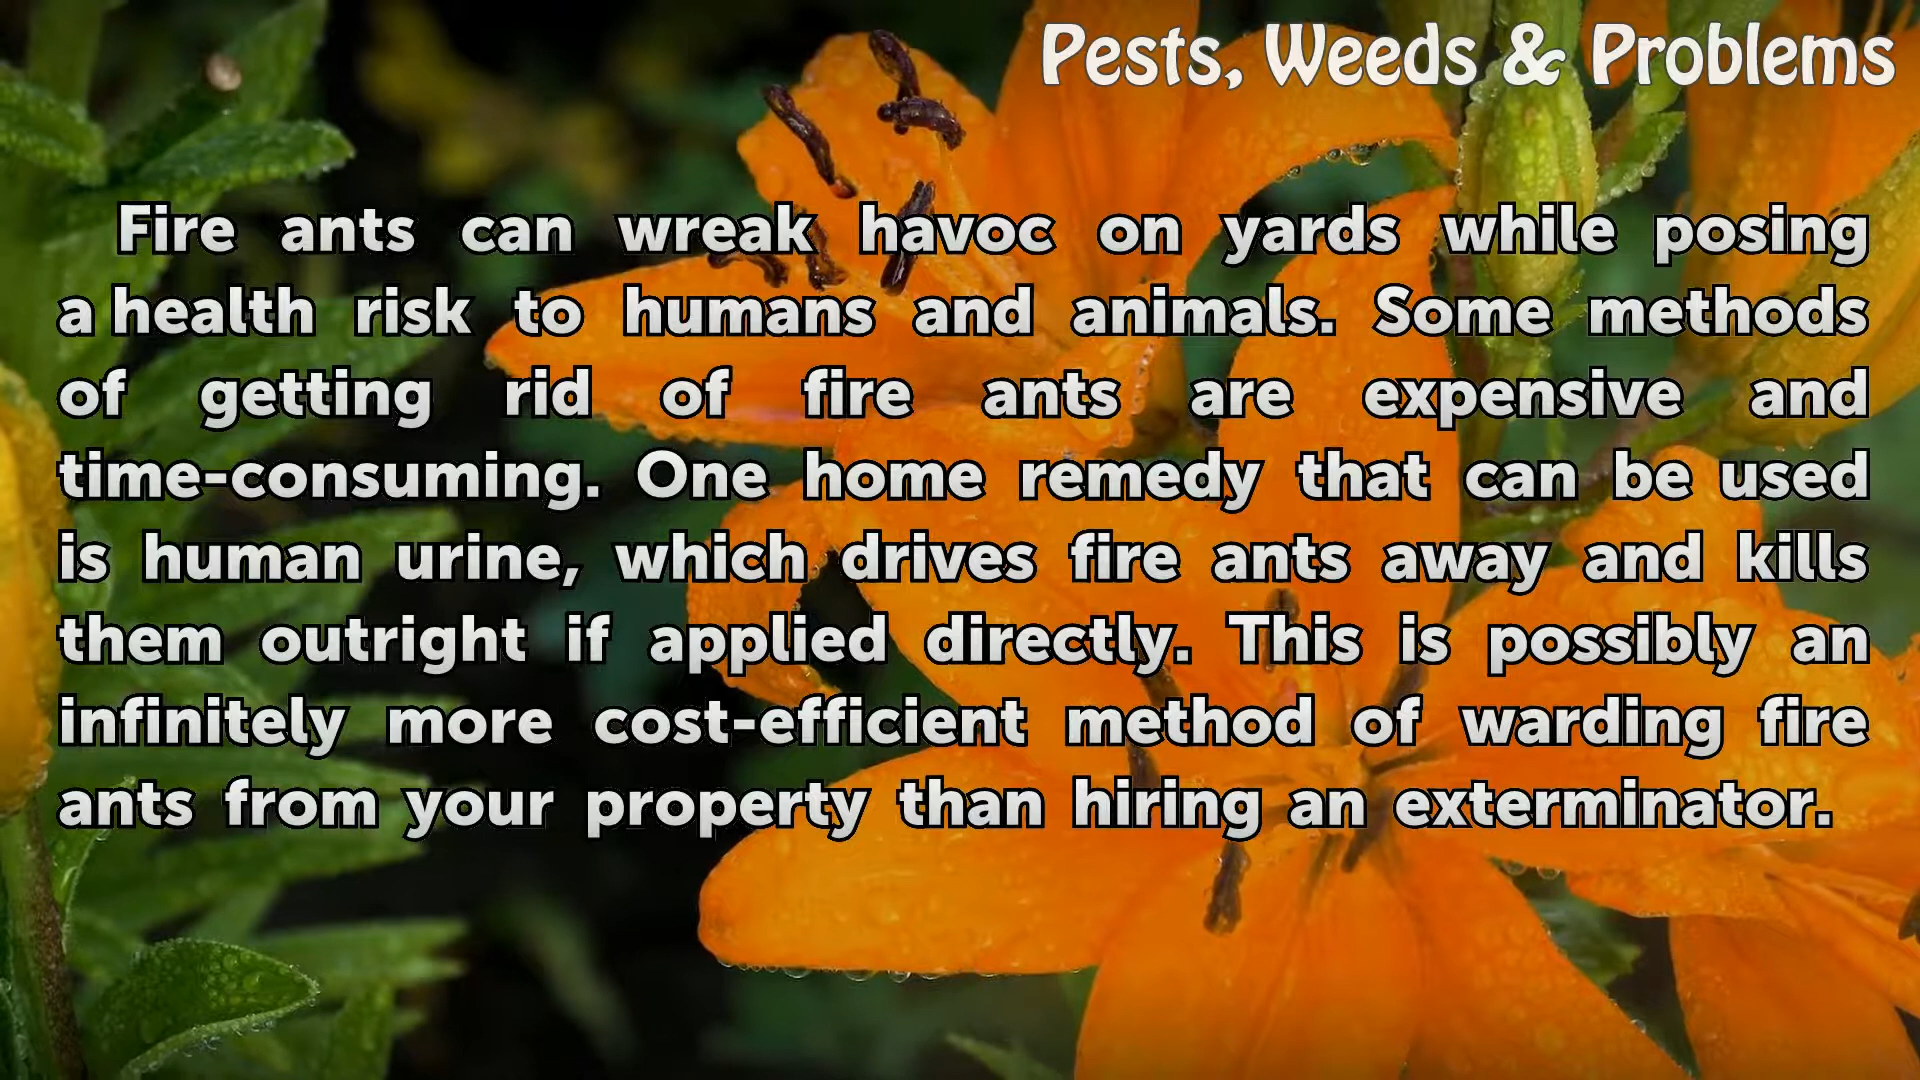 Pests, Weeds & Problems
Fire ants can wreak havoc on yards while posing
a health risk to humans and animals. Some methods
of getting rid of fire ants are expensive and
time-consuming. One home remedy that can be used
is human urine, which drives fire ants away and kills
them outright if applied directly. This is possibly an
infinitely more cost-efficient method of warding fire
ants from your property than hiring an exterminator.